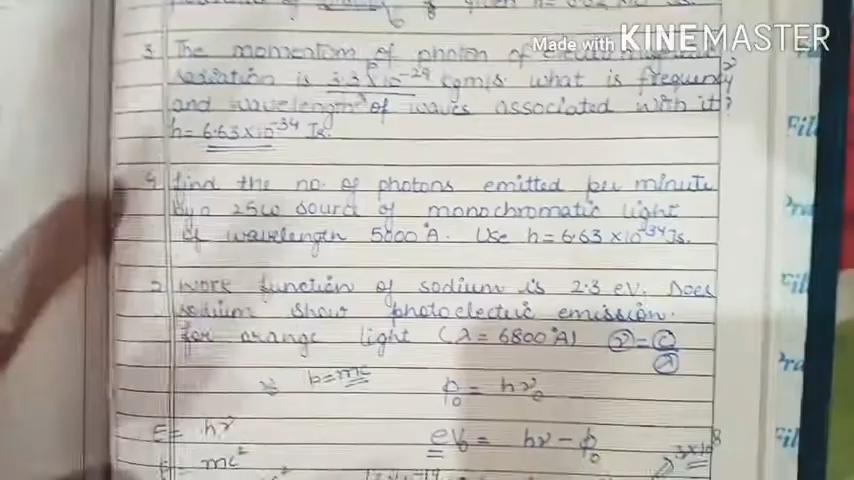 Made with KINEMASTER
3 The momentum of photon of
radiation is 3.3×10⁻²⁹ kgm/s. what is frequency
and wavelength of waves associated with it?
h = 6.63×10⁻³⁴ Js.
4 find the no. of photons emitted per minute
by a 25w source of monochromatic light
of wavelength 5000°A. Use h = 6.63×10⁻³⁴Js.
work function of sodium is 2.3 eV. Does
sodium show photoelectric emission.
for orange light (λ = 6800°A) ν = c/λ
p=mc ϕ₀ = hν₀
E= hν eV₀ = hν − ϕ₀
mc² 3×10⁸